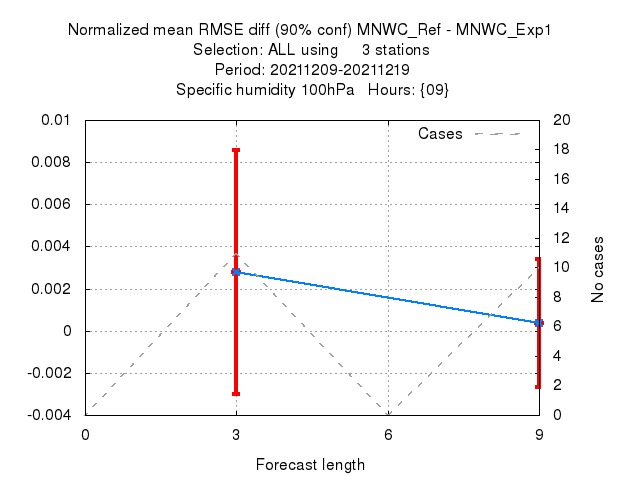 Normalized mean RMSE diff (90% conf) MNWC_Ref - MNWC_Exp1
Selection: ALL using 3 stations
Period: 20211209-20211219
Specific humidity 100hPa Hours: {09}
Cases
0.01
0.008
0.006
0.004
0.002
0
-0.002
-0.004
20
18
16
14
12
10
8
6
4
2
0
No cases
0 3 6 9
Forecast length